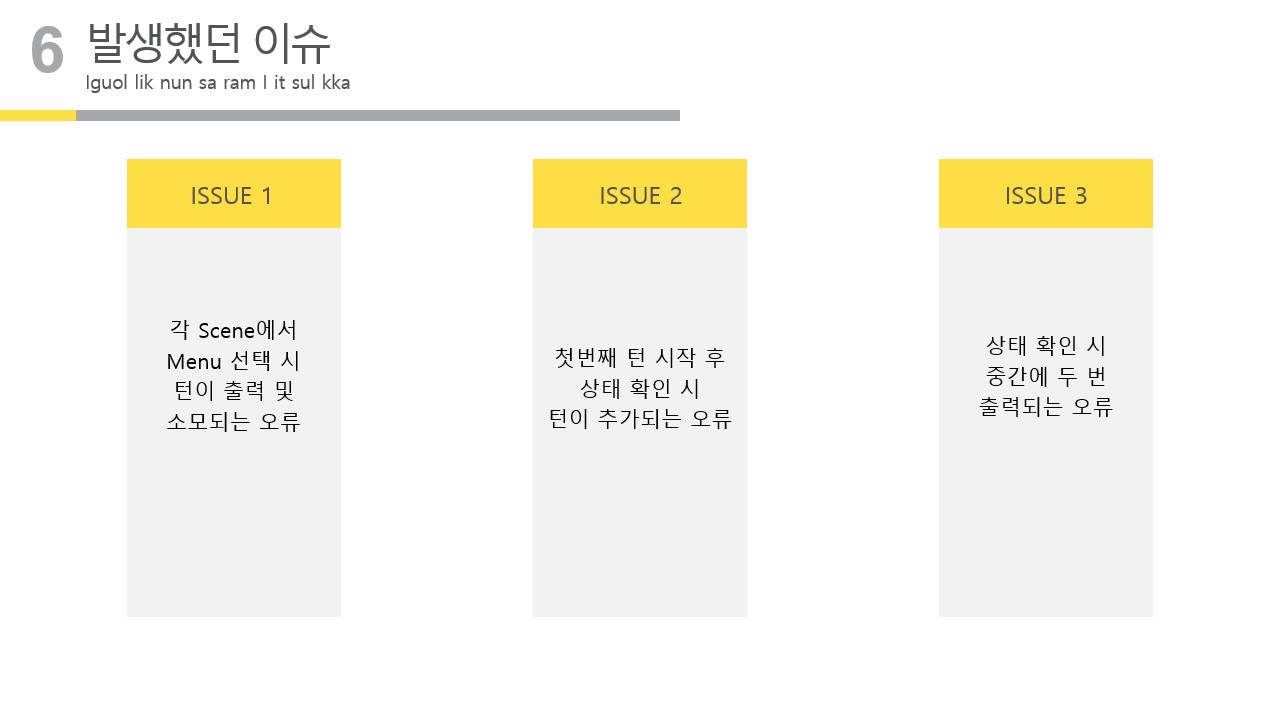 6
발생했던 이슈
Iguol lik nun sa ram I it sul kka
ISSUE 1
각 Scene에서
Menu 선택 시
턴이 출력 및
소모되는 오류
ISSUE 2
첫번째 턴 시작 후
상태 확인 시
턴이 추가되는 오류
ISSUE 3
상태 확인 시
중간에 두 번
출력되는 오류